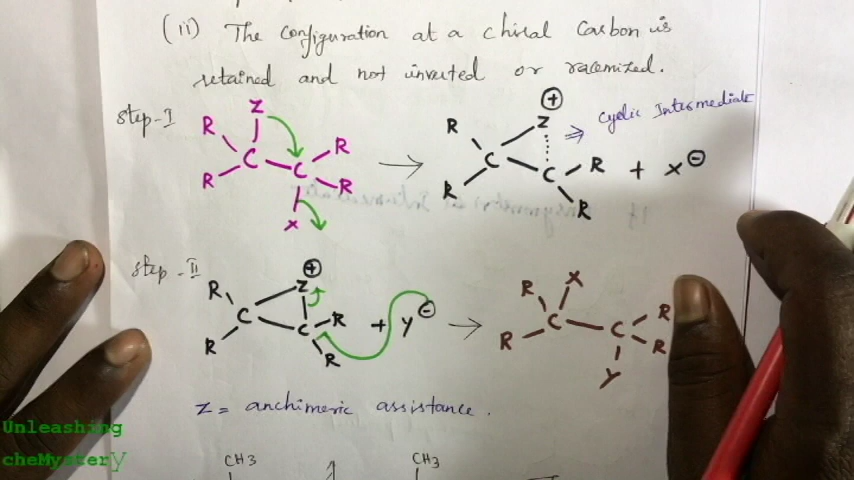 (ii) The configuration at a chiral carbon is
retained and not inverted or racemized.
step-I
Z
R
R
C
C
R
R
X
R
R
⊕
Z
C
C
R
R
+ X⊖
⇒ cyclic Intermediate
step-II
R
R
⊕
Z
C
C
R
R
+ Y⊖
R
R
X
C
C
R
R
Y
Z = anchimeric assistance.
Unleashing
cheMysterY
CH3
CH3